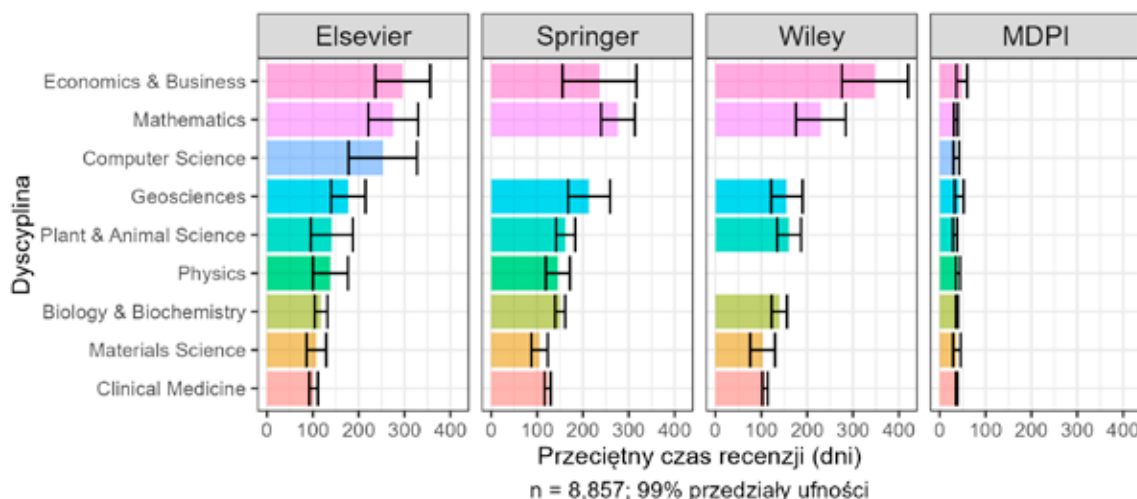 Elsevier Springer Wiley MDPI
Dyscyplina
Economics & Business
Mathematics
Computer Science
Geosciences
Plant & Animal Science
Physics
Biology & Biochemistry
Materials Science
Clinical Medicine
0 100 200 300 400 0 100 200 300 400 0 100 200 300 400 0 100 200 300 400
Przeciętny czas recenzji (dni)
n = 8,857; 99% przedziały ufności